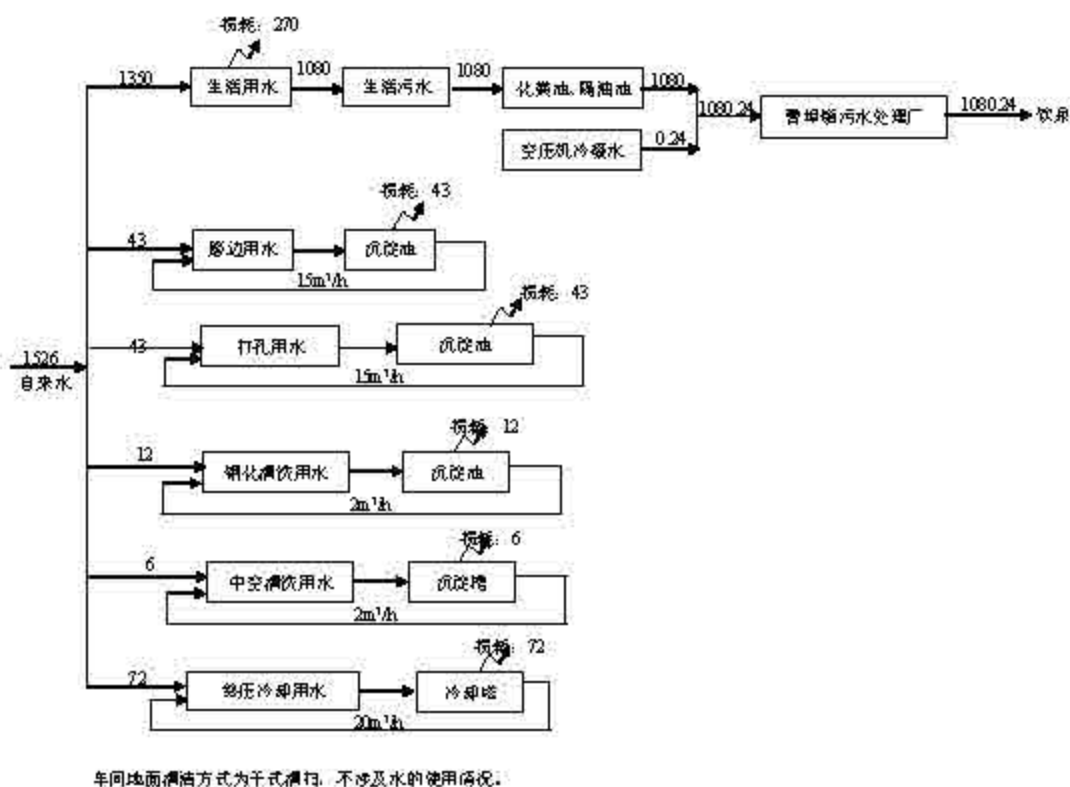 损耗：270
1350
生活用水
1080
生活污水
1080
化粪池、隔油池
1080
空压机冷凝水
0.24
1080.24
污水处理厂
1080.24
损耗：43
43
磨边用水
沉淀池
15m³/h
损耗：43
43
打孔用水
沉淀池
15m³/h
1526
自来水
损耗：12
12
钢化清洗用水
沉淀池
2m³/h
损耗：6
6
中空清洗用水
沉淀槽
2m³/h
损耗：72
72
冷却用水
冷却塔
20m³/h
车间地面清洁方式为干式清扫，不涉及水的使用情况。